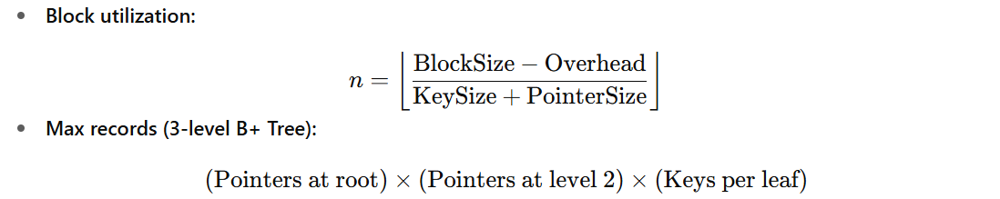 • Block utilization:
n = ⌊ (BlockSize − Overhead) / (KeySize + PointerSize) ⌋
• Max records (3-level B+ Tree):
(Pointers at root) × (Pointers at level 2) × (Keys per leaf)